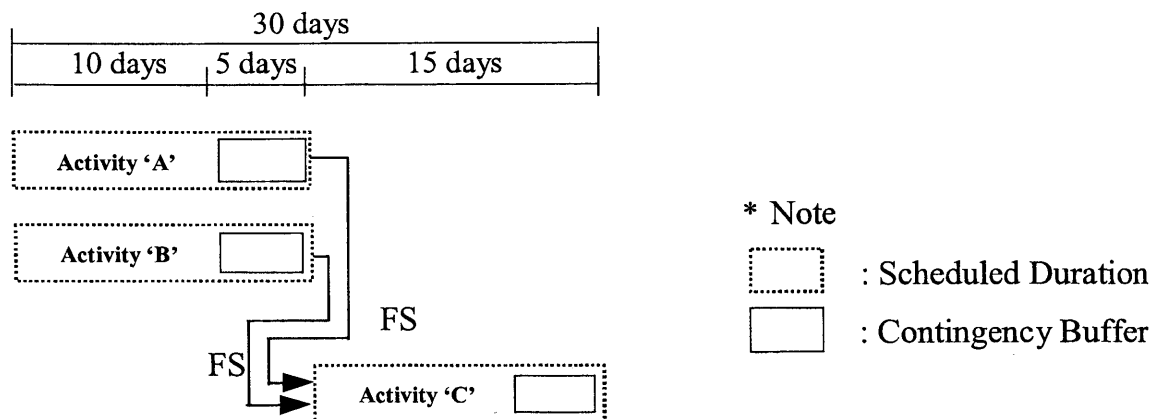 30 days
10 days 5 days 15 days
Activity ‘A’
Activity ‘B’
* Note
: Scheduled Duration
FS
: Contingency Buffer
FS
Activity ‘C’